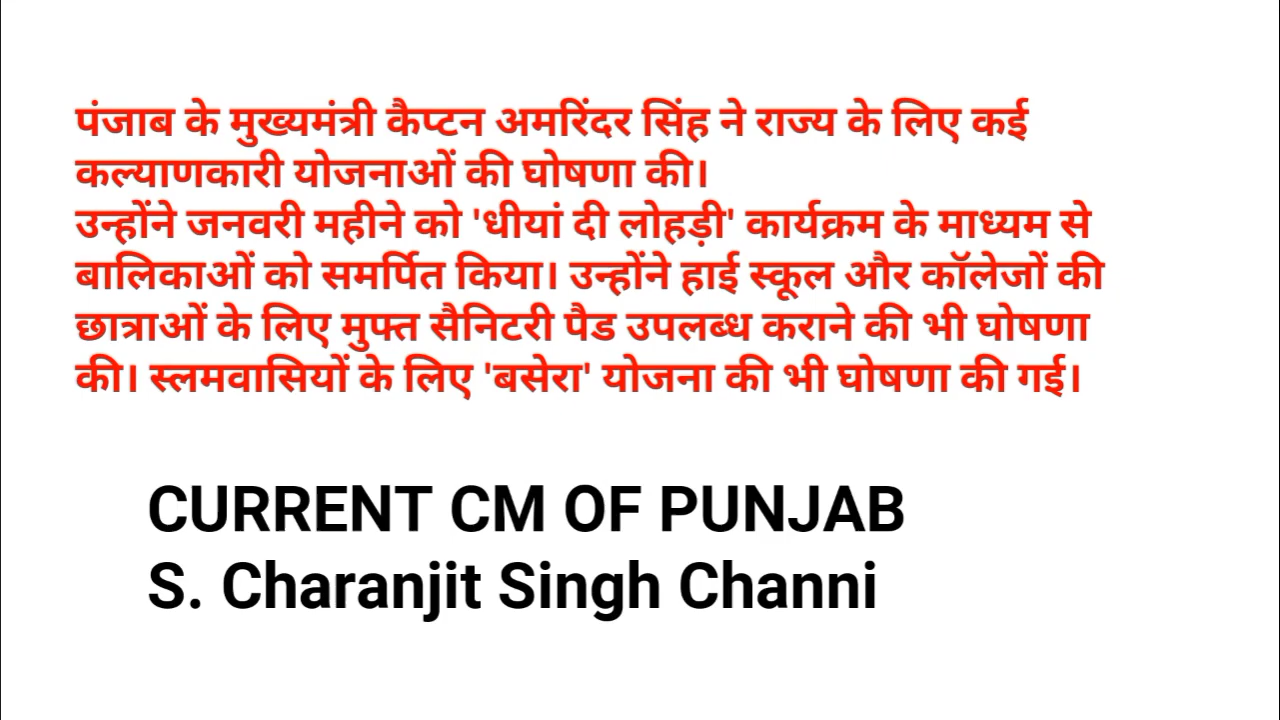 पंजाब के मुख्यमंत्री कैप्टन अमरिंदर सिंह ने राज्य के लिए कई
कल्याणकारी योजनाओं की घोषणा की।
उन्होंने जनवरी महीने को 'धीयां दी लोहड़ी' कार्यक्रम के माध्यम से
बालिकाओं को समर्पित किया। उन्होंने हाई स्कूल और कॉलेजों की
छात्राओं के लिए मुफ्त सैनिटरी पैड उपलब्ध कराने की भी घोषणा
की। स्लमवासियों के लिए 'बसेरा' योजना की भी घोषणा की गई।
CURRENT CM OF PUNJAB
S. Charanjit Singh Channi